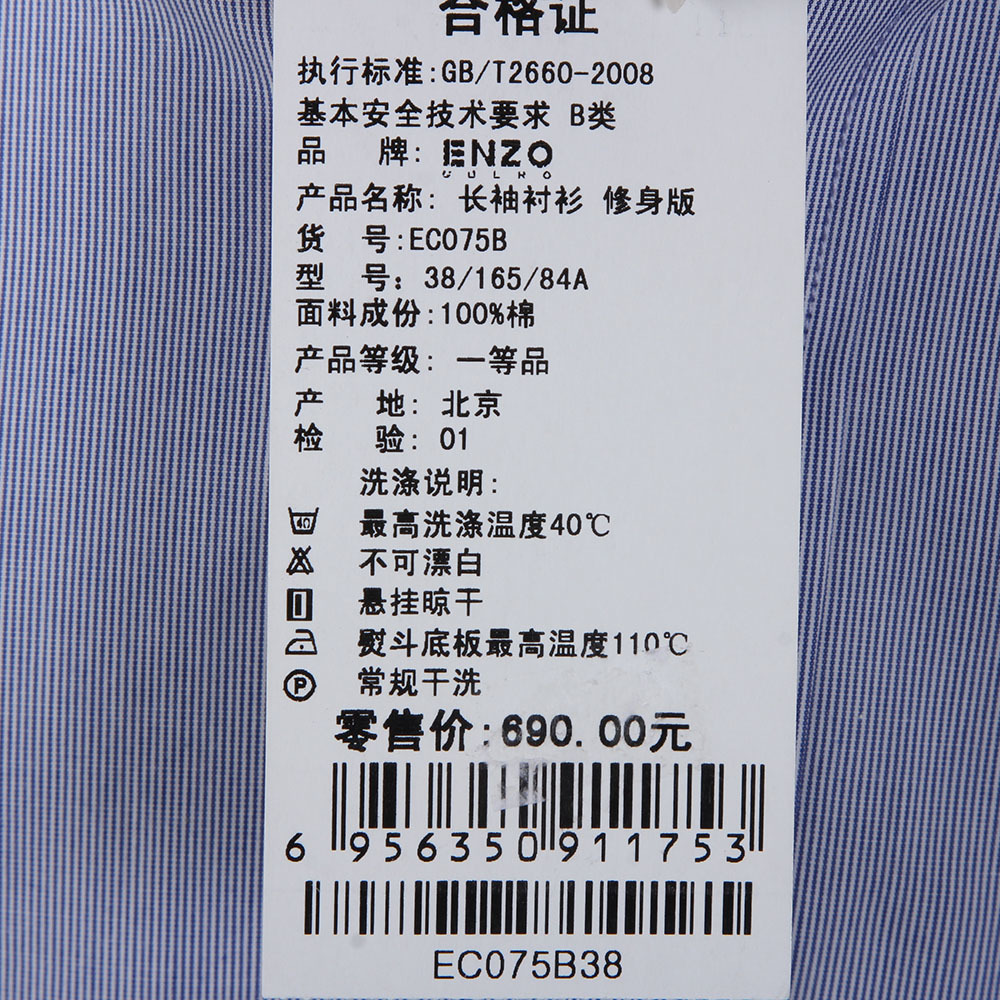 合格证
执行标准:GB/T2660-2008
基本安全技术要求 B类
品 牌: ENZO
产品名称: 长袖衬衫 修身版
货 号:EC075B
型 号: 38/165/84A
面料成份:100%棉
产品等级: 一等品
产 地: 北京
检 验: 01
洗涤说明:
40 最高洗涤温度40℃
不可漂白
悬挂晾干
熨斗底板最高温度110℃
P 常规干洗
零售价:690.00元
6 956350 911753
EC075B38